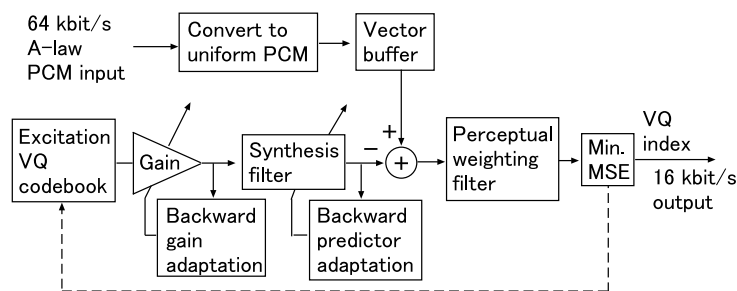 64 kbit/s
A-law
PCM input
Convert to
uniform PCM
Vector
buffer
Excitation
VQ
codebook
Gain
Synthesis
filter
+
−
+
Perceptual
weighting
filter
Min.
MSE
VQ
index
16 kbit/s
output
Backward
gain
adaptation
Backward
predictor
adaptation